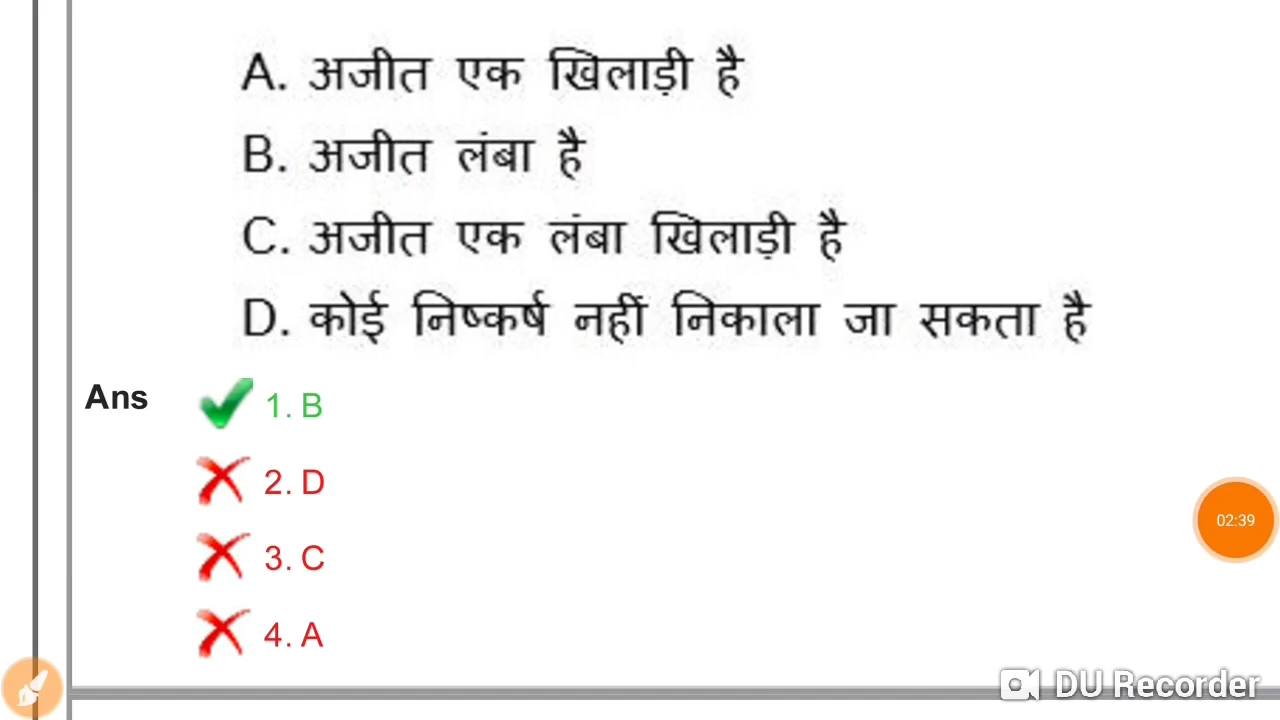 A. अजीत एक खिलाड़ी है
B. अजीत लंबा है
C. अजीत एक लंबा खिलाड़ी है
D. कोई निष्कर्ष नहीं निकाला जा सकता है
Ans 1. B
2. D
3. C
4. A
02:39
DU Recorder